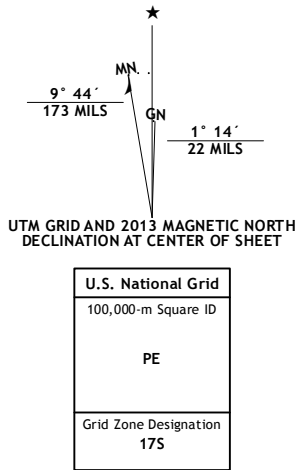 ★
MN
9° 44´
173 MILS
GN
1° 14´
22 MILS
UTM GRID AND 2013 MAGNETIC NORTH
DECLINATION AT CENTER OF SHEET
U.S. National Grid
100,000-m Square ID
PE
Grid Zone Designation
17S